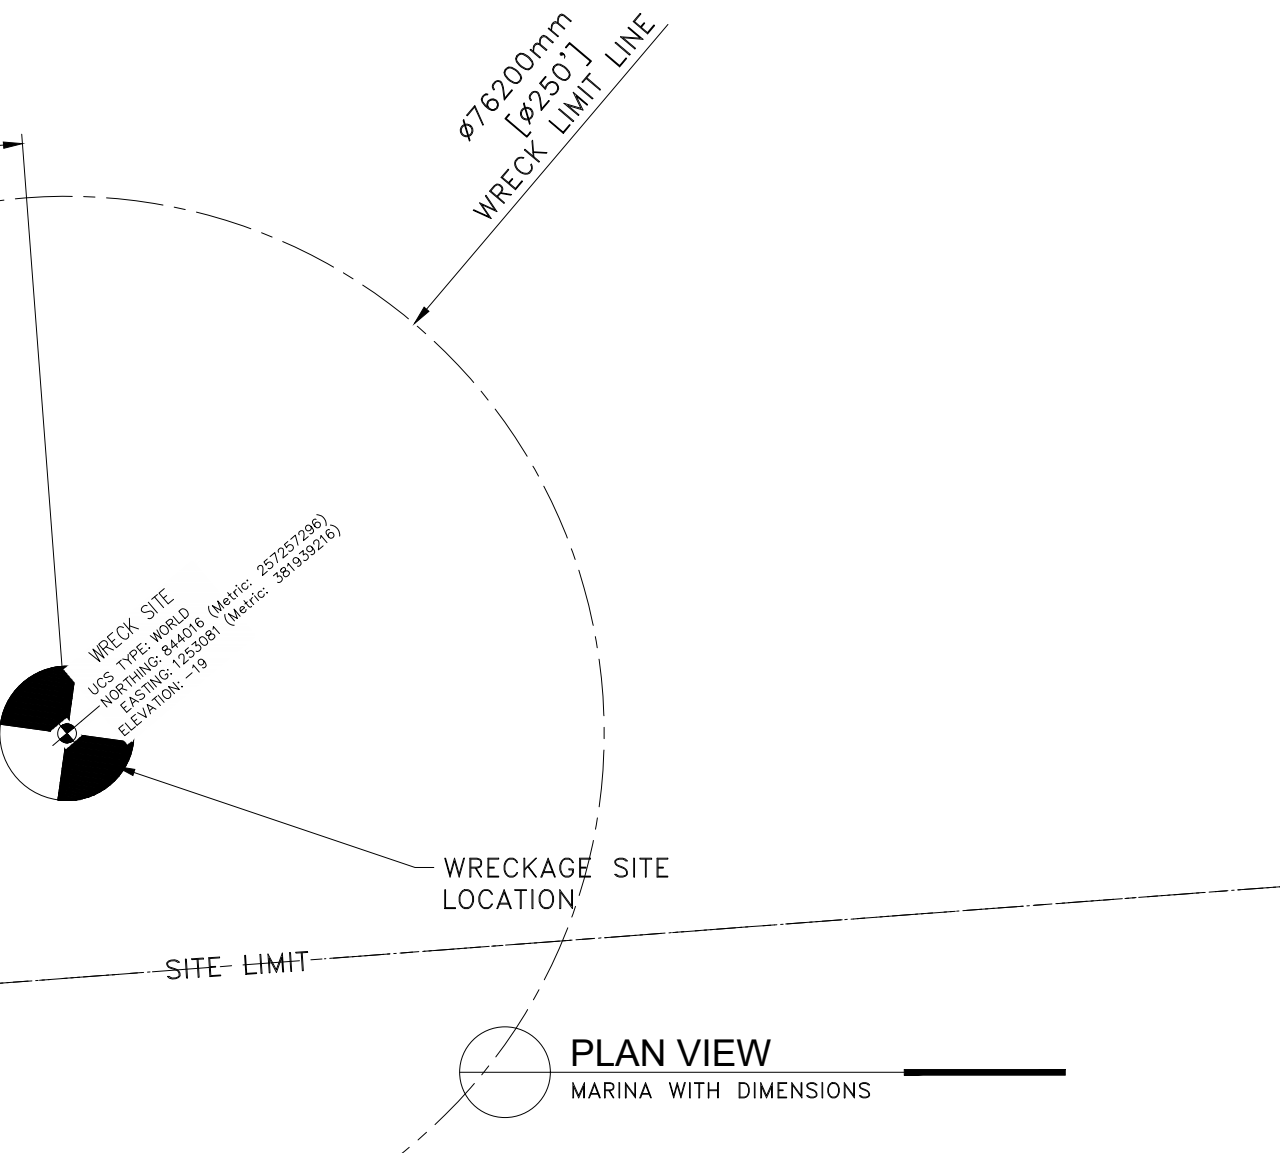 ø76200mm
[ø250']
WRECK LIMIT LINE
WRECK SITE
UCS TYPE: WORLD
NORTHING: 844016 (Metric: 257257296)
EASTING: 1253081 (Metric: 381939216)
ELEVATION: -19
WRECKAGE SITE
LOCATION
SITE LIMIT
PLAN VIEW
MARINA WITH DIMENSIONS